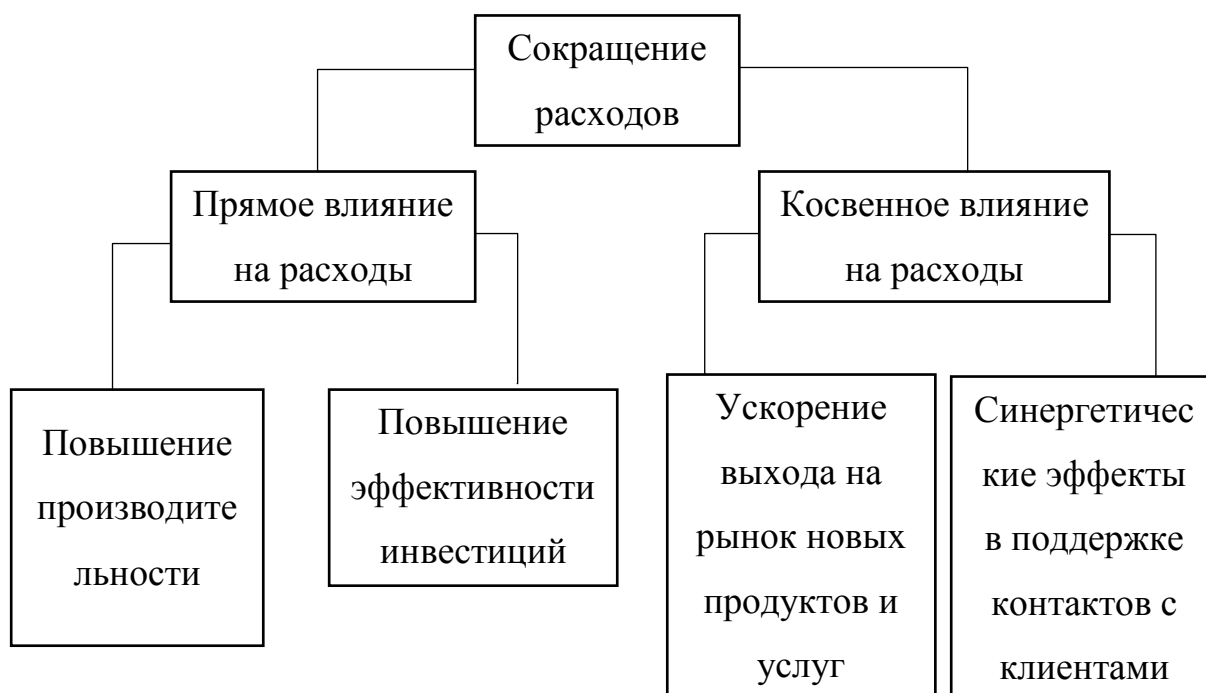 Сокращение
расходов
Прямое влияние
на расходы
Косвенное влияние
на расходы
Повышение
производите
льности
Повышение
эффективности
инвестиций
Ускорение
выхода на
рынок новых
продуктов и
услуг
Синергетичес
кие эффекты
в поддержке
контактов с
клиентами